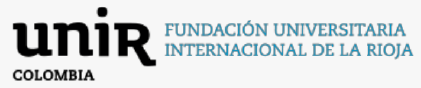 uniR
COLOMBIA
FUNDACIÓN UNIVERSITARIA
INTERNACIONAL DE LA RIOJA